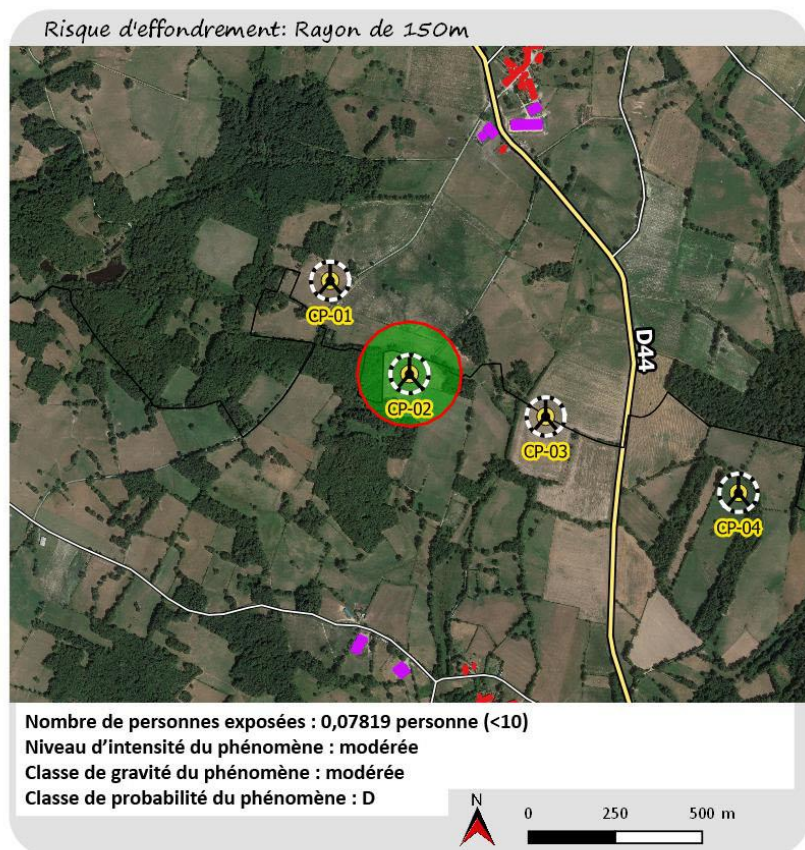 Risque d'effondrement: Rayon de 150m
CP-01
CP-02
D44
CP-03
CP-04
Nombre de personnes exposées : 0,07819 personne (<10)
Niveau d'intensité du phénomène : modérée
Classe de gravité du phénomène : modérée
Classe de probabilité du phénomène : D
N
0 250 500 m